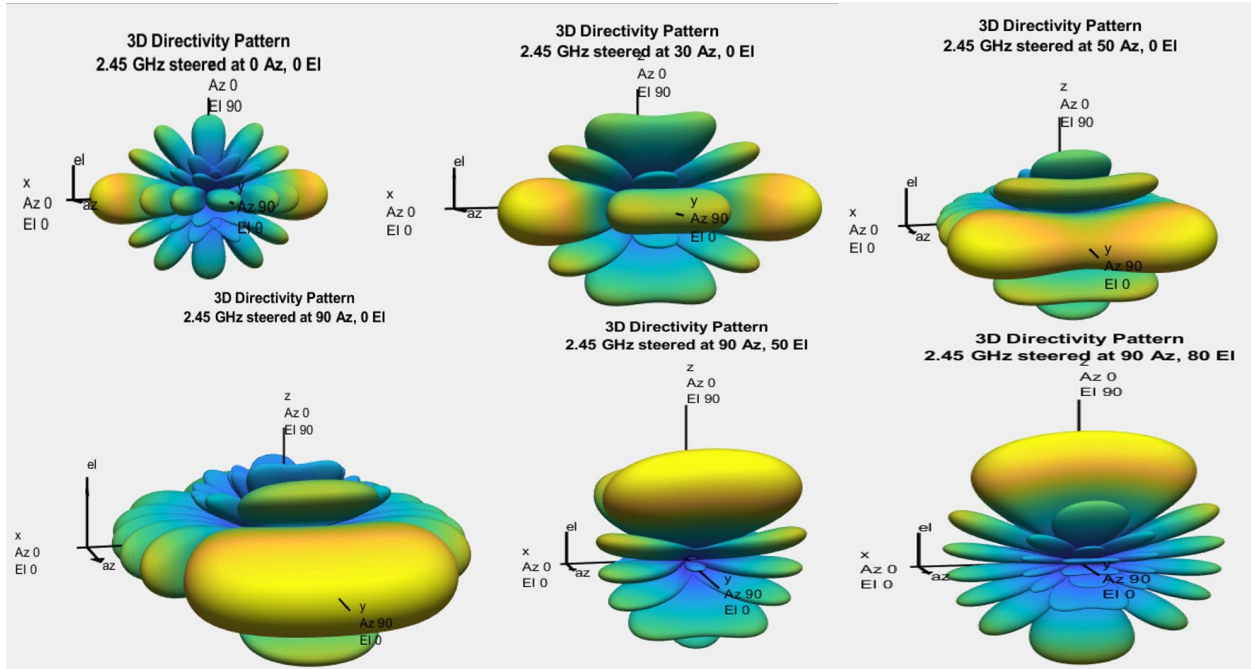 3D Directivity Pattern
2.45 GHz steered at 0 Az, 0 El
z
Az 0
El 90
el
x
Az 0
El 0
az
y
Az 90
El 0
3D Directivity Pattern
2.45 GHz steered at 30 Az, 0 El
z
Az 0
El 90
el
x
Az 0
El 0
az
y
Az 90
El 0
3D Directivity Pattern
2.45 GHz steered at 50 Az, 0 El
z
Az 0
El 90
el
x
Az 0
El 0
az
y
Az 90
El 0
3D Directivity Pattern
2.45 GHz steered at 90 Az, 0 El
z
Az 0
El 90
el
x
Az 0
El 0
az
y
Az 90
El 0
3D Directivity Pattern
2.45 GHz steered at 90 Az, 50 El
z
Az 0
El 90
el
x
Az 0
El 0
az
y
Az 90
El 0
3D Directivity Pattern
2.45 GHz steered at 90 Az, 80 El
z
Az 0
El 90
el
x
Az 0
El 0
az
y
Az 90
El 0